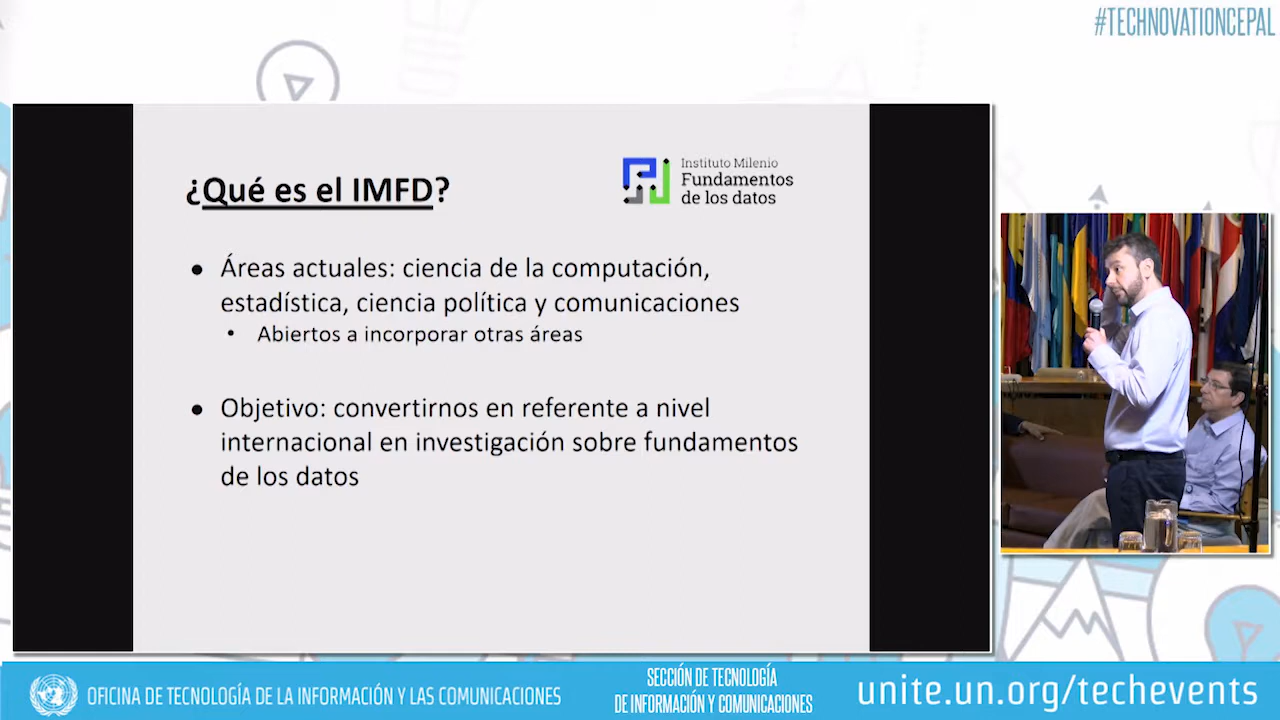 #TECHNOVATIONCEPAL
¿Qué es el IMFD?
Instituto Milenio
Fundamentos
de los datos
● Áreas actuales: ciencia de la computación,
estadística, ciencia política y comunicaciones
• Abiertos a incorporar otras áreas
● Objetivo: convertirnos en referente a nivel
internacional en investigación sobre fundamentos
de los datos
OFICINA DE TECNOLOGÍA DE LA INFORMACIÓN Y LAS COMUNICACIONES
SECCIÓN DE TECNOLOGÍA
DE INFORMACIÓN Y COMUNICACIONES
unite.un.org/techevents